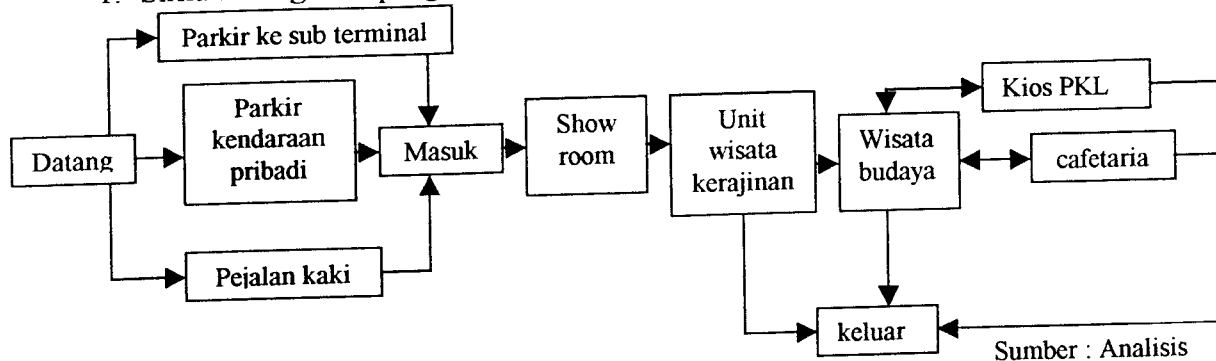 Parkir ke sub terminal
Datang
Parkir
kendaraan
pribadi
Pejalan kaki
Masuk
Show
room
Unit
wisata
kerajinan
Wisata
budaya
Kios PKL
cafetaria
keluar
Sumber : Analisis